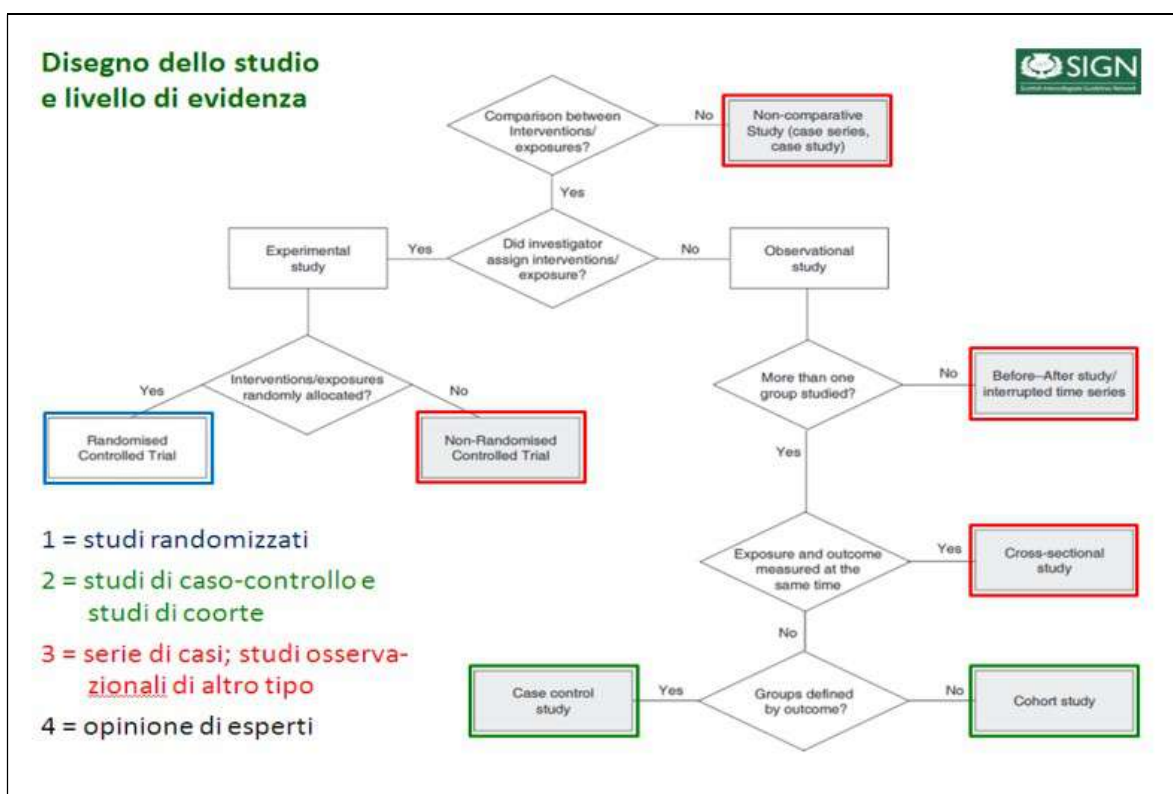 Disegno dello studio
e livello di evidenza
SIGN
Scottish Intercollegiate Guidelines Network
Comparison between
Interventions/
exposures?
No
Non-comparative
Study (case series,
case study)
Yes
Experimental
study
Yes
Did investigator
assign interventions/
exposure?
No
Observational
study
Yes
Interventions/exposures
randomly allocated?
No
More than one
group studied?
No
Before–After study/
interrupted time series
Randomised
Controlled Trial
Non-Randomised
Controlled Trial
Yes
1 = studi randomizzati
2 = studi di caso-controllo e
studi di coorte
3 = serie di casi; studi osserva-
zionali di altro tipo
4 = opinione di esperti
Exposure and outcome
measured at the
same time
Yes
Cross-sectional
study
No
Case control
study
Yes
Groups defined
by outcome?
No
Cohort study